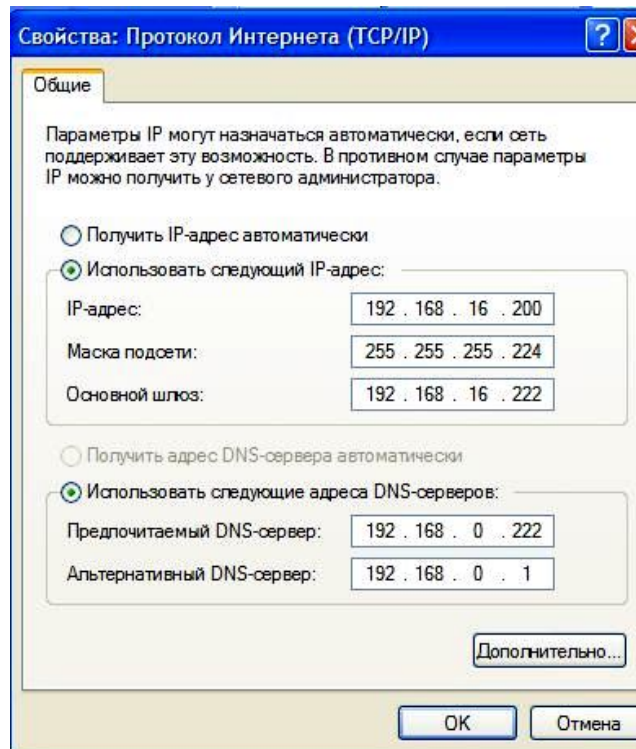 Свойства: Протокол Интернета (TCP/IP)
?
Общие
Параметры IP могут назначаться автоматически, если сеть
поддерживает эту возможность. В противном случае параметры
IP можно получить у сетевого администратора.
Получить IP-адрес автоматически
Использовать следующий IP-адрес:
IP-адрес: 192 . 168 . 16 . 200
Маска подсети: 255 . 255 . 255 . 224
Основной шлюз: 192 . 168 . 16 . 222
Получить адрес DNS-сервера автоматически
Использовать следующие адреса DNS-серверов:
Предпочитаемый DNS-сервер: 192 . 168 . 0 . 222
Альтернативный DNS-сервер: 192 . 168 . 0 . 1
Дополнительно...
OK Отмена